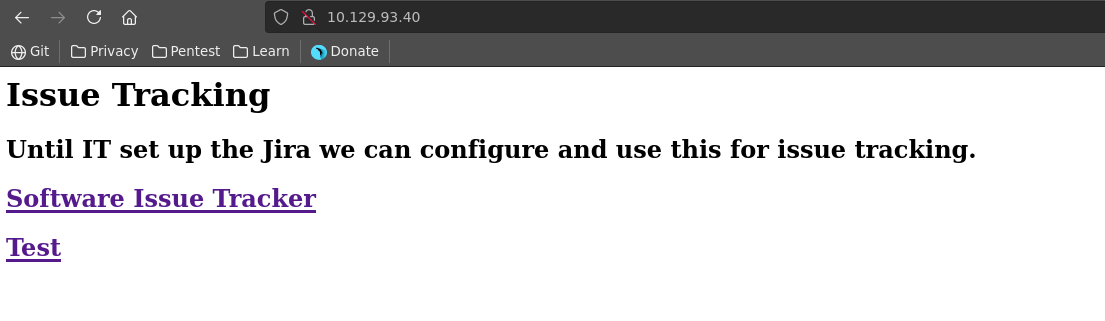 10.129.93.40
Git Privacy Pentest Learn Donate
Issue Tracking
Until IT set up the Jira we can configure and use this for issue tracking.
Software Issue Tracker
Test